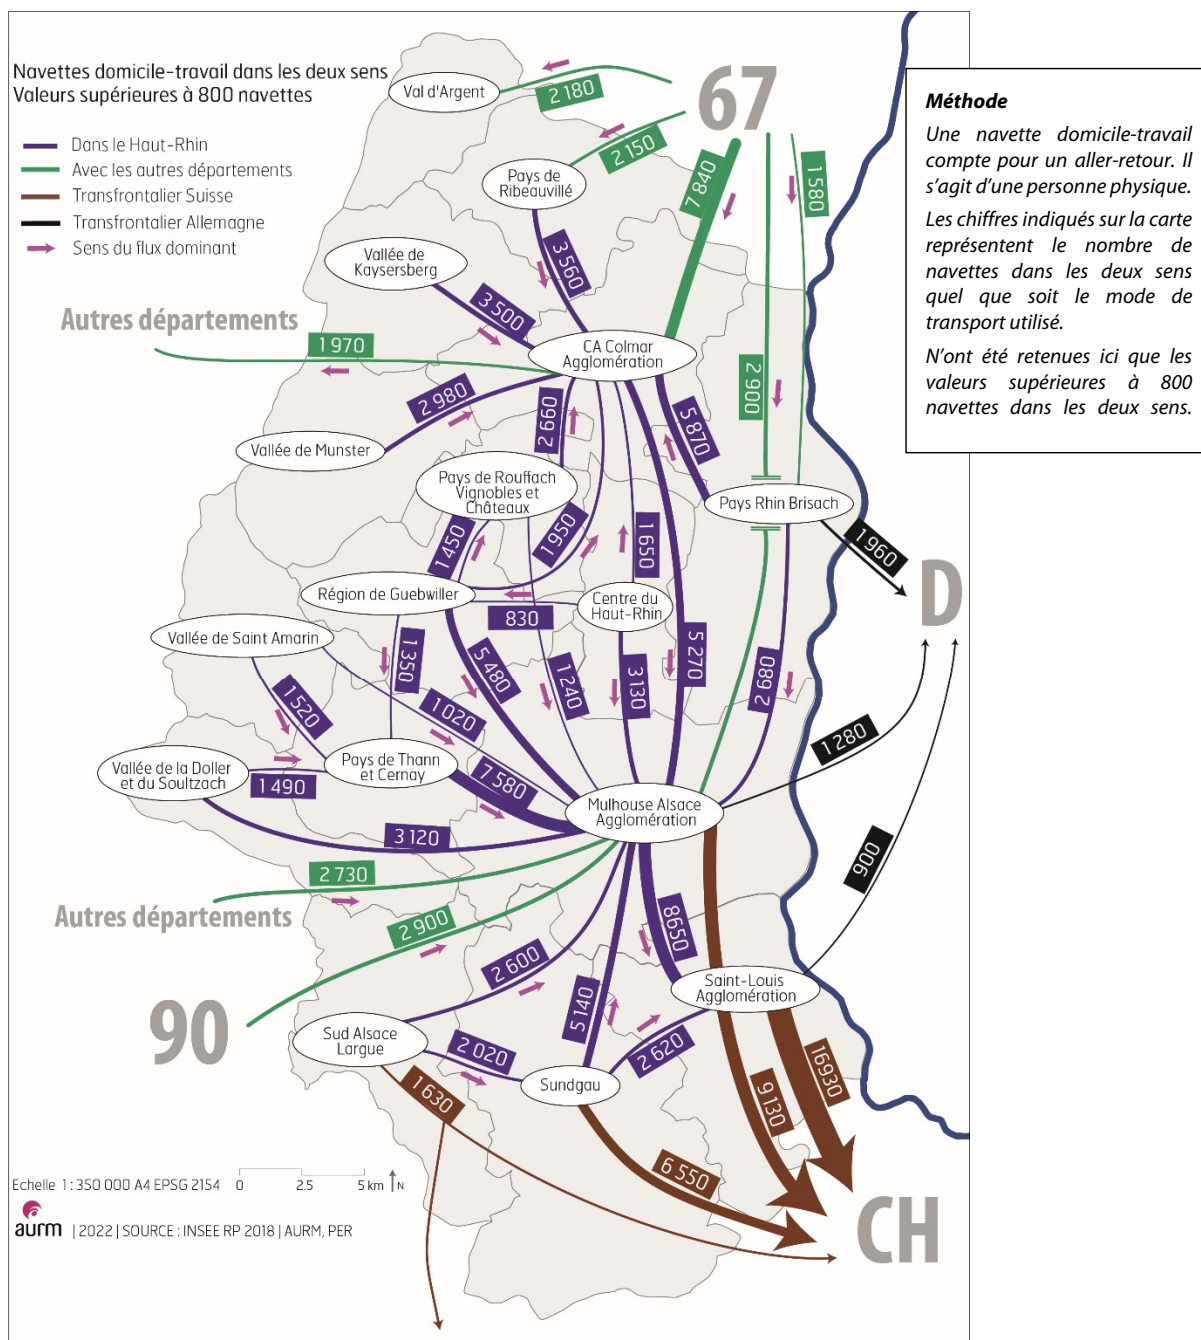 Navettes domicile-travail dans les deux sens
Valeurs supérieures à 800 navettes
Dans le Haut-Rhin
Avec les autres départements
Transfrontalier Suisse
Transfrontalier Allemagne
Sens du flux dominant
Méthode
Une navette domicile-travail
compte pour un aller-retour. Il
s'agit d'une personne physique.
Les chiffres indiqués sur la carte
représentent le nombre de
navettes dans les deux sens
quel que soit le mode de
transport utilisé.
N'ont été retenues ici que les
valeurs supérieures à 800
navettes dans les deux sens.
67
Val d'Argent
2 180
2 150
Pays de
Ribeauvillé
7 840
1 580
Vallée de
Kaysersberg
3 560
3 500
Autres départements
1 970
CA Colmar
Agglomération
2 900
2 980
2 660
5 870
Vallée de Munster
Pays de Rouffach
Vignobles et
Châteaux
Pays Rhin Brisach
1 450
1 950
1 650
1 960
D
Région de Guebwiller
830
Centre du
Haut-Rhin
Vallée de Saint Amarin
1 350
5 480
1 240
3 130
5 270
2 680
1 520
1 020
1 280
Vallée de la Doller
et du Soultzach
1 490
Pays de Thann
et Cernay
7 580
Mulhouse Alsace
Agglomération
3 120
900
2 730
Autres départements
2 900
8650
2 600
Saint-Louis
Agglomération
90
5 140
Sud Alsace
Largue
2 020
2 620
Sundgau
1 630
9 130
16930
6 550
CH
Echelle 1 : 350 000 A4 EPSG 2154
0 2.5 5 km N
aurm | 2022 | SOURCE : INSEE RP 2018 | AURM, PER